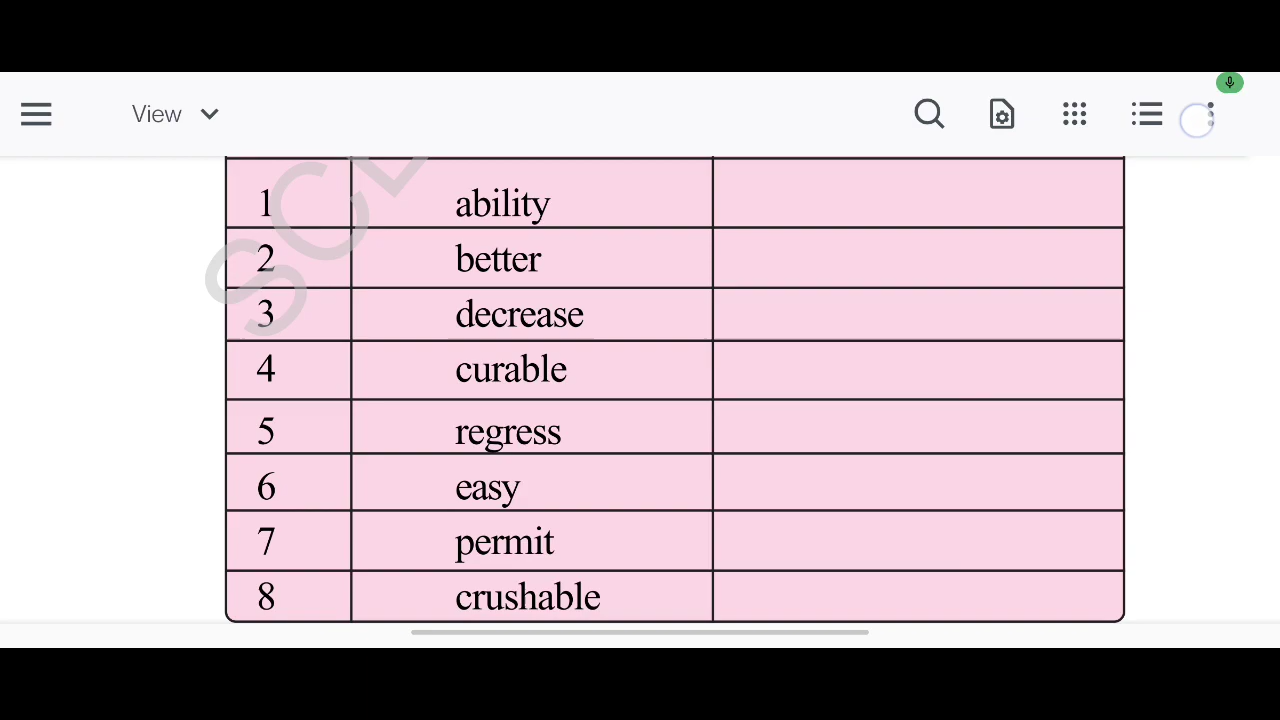 View
1 ability
2 better
3 decrease
4 curable
5 regress
6 easy
7 permit
8 crushable